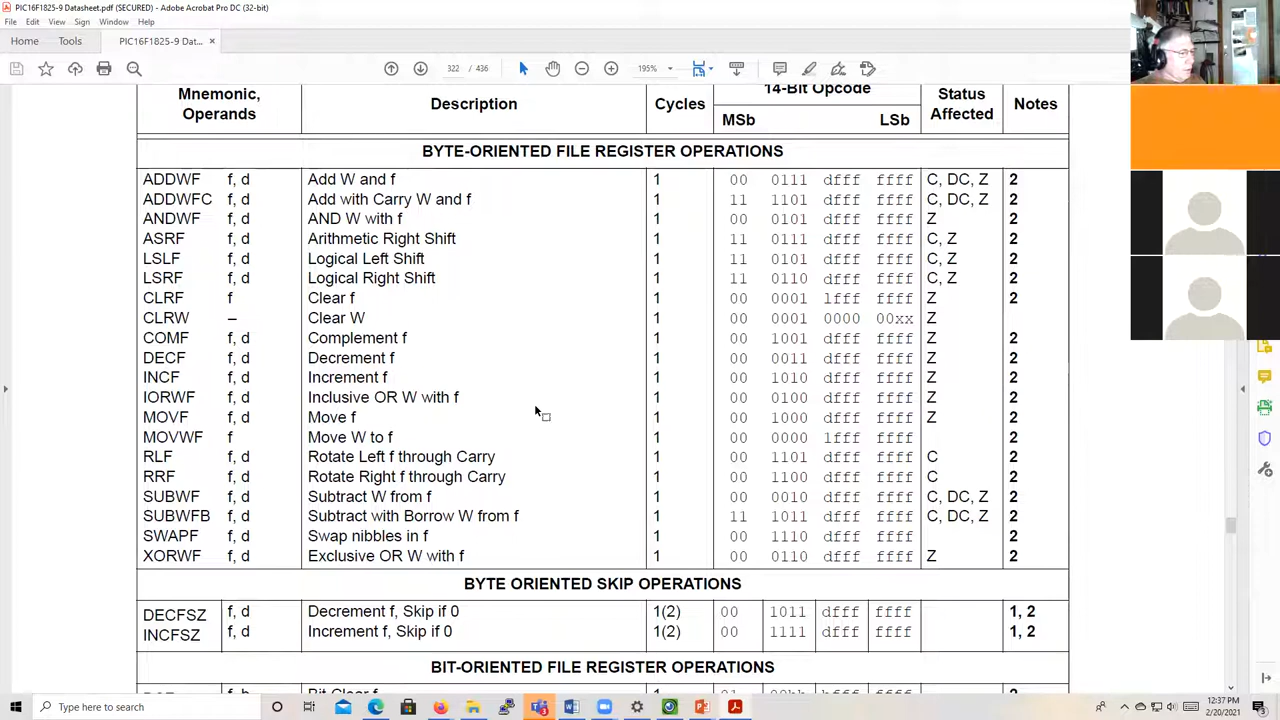 PIC16F1825-9 Datasheet.pdf (SECURED) - Adobe Acrobat Pro DC (32-bit)
File Edit View Sign Window Help
Home Tools PIC16F1825-9 Dat... ×
322 / 436 195%
Mnemonic, Operands Description Cycles 14-Bit Opcode MSb LSb Status Affected Notes
BYTE-ORIENTED FILE REGISTER OPERATIONS
ADDWF f, d Add W and f 1 00 0111 dfff ffff C, DC, Z 2
ADDWFC f, d Add with Carry W and f 1 11 1101 dfff ffff C, DC, Z 2
ANDWF f, d AND W with f 1 00 0101 dfff ffff Z 2
ASRF f, d Arithmetic Right Shift 1 11 0111 dfff ffff C, Z 2
LSLF f, d Logical Left Shift 1 11 0101 dfff ffff C, Z 2
LSRF f, d Logical Right Shift 1 11 0110 dfff ffff C, Z 2
CLRF f Clear f 1 00 0001 lfff ffff Z 2
CLRW – Clear W 1 00 0001 0000 00xx Z
COMF f, d Complement f 1 00 1001 dfff ffff Z 2
DECF f, d Decrement f 1 00 0011 dfff ffff Z 2
INCF f, d Increment f 1 00 1010 dfff ffff Z 2
IORWF f, d Inclusive OR W with f 1 00 0100 dfff ffff Z 2
MOVF f, d Move f 1 00 1000 dfff ffff Z 2
MOVWF f Move W to f 1 00 0000 1fff ffff 2
RLF f, d Rotate Left f through Carry 1 00 1101 dfff ffff C 2
RRF f, d Rotate Right f through Carry 1 00 1100 dfff ffff C 2
SUBWF f, d Subtract W from f 1 00 0010 dfff ffff C, DC, Z 2
SUBWFB f, d Subtract with Borrow W from f 1 11 1011 dfff ffff C, DC, Z 2
SWAPF f, d Swap nibbles in f 1 00 1110 dfff ffff 2
XORWF f, d Exclusive OR W with f 1 00 0110 dfff ffff Z 2
BYTE ORIENTED SKIP OPERATIONS
DECFSZ f, d Decrement f, Skip if 0 1(2) 00 1011 dfff ffff 1, 2
INCFSZ f, d Increment f, Skip if 0 1(2) 00 1111 dfff ffff 1, 2
BIT-ORIENTED FILE REGISTER OPERATIONS
Type here to search
12:37 PM
2/20/2021